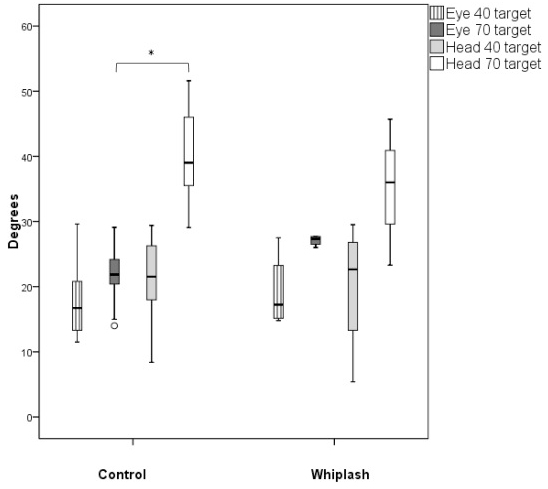 Eye 40 target
Eye 70 target
Head 40 target
Head 70 target
60
50
40
30
20
10
0
Degrees
*
Control Whiplash